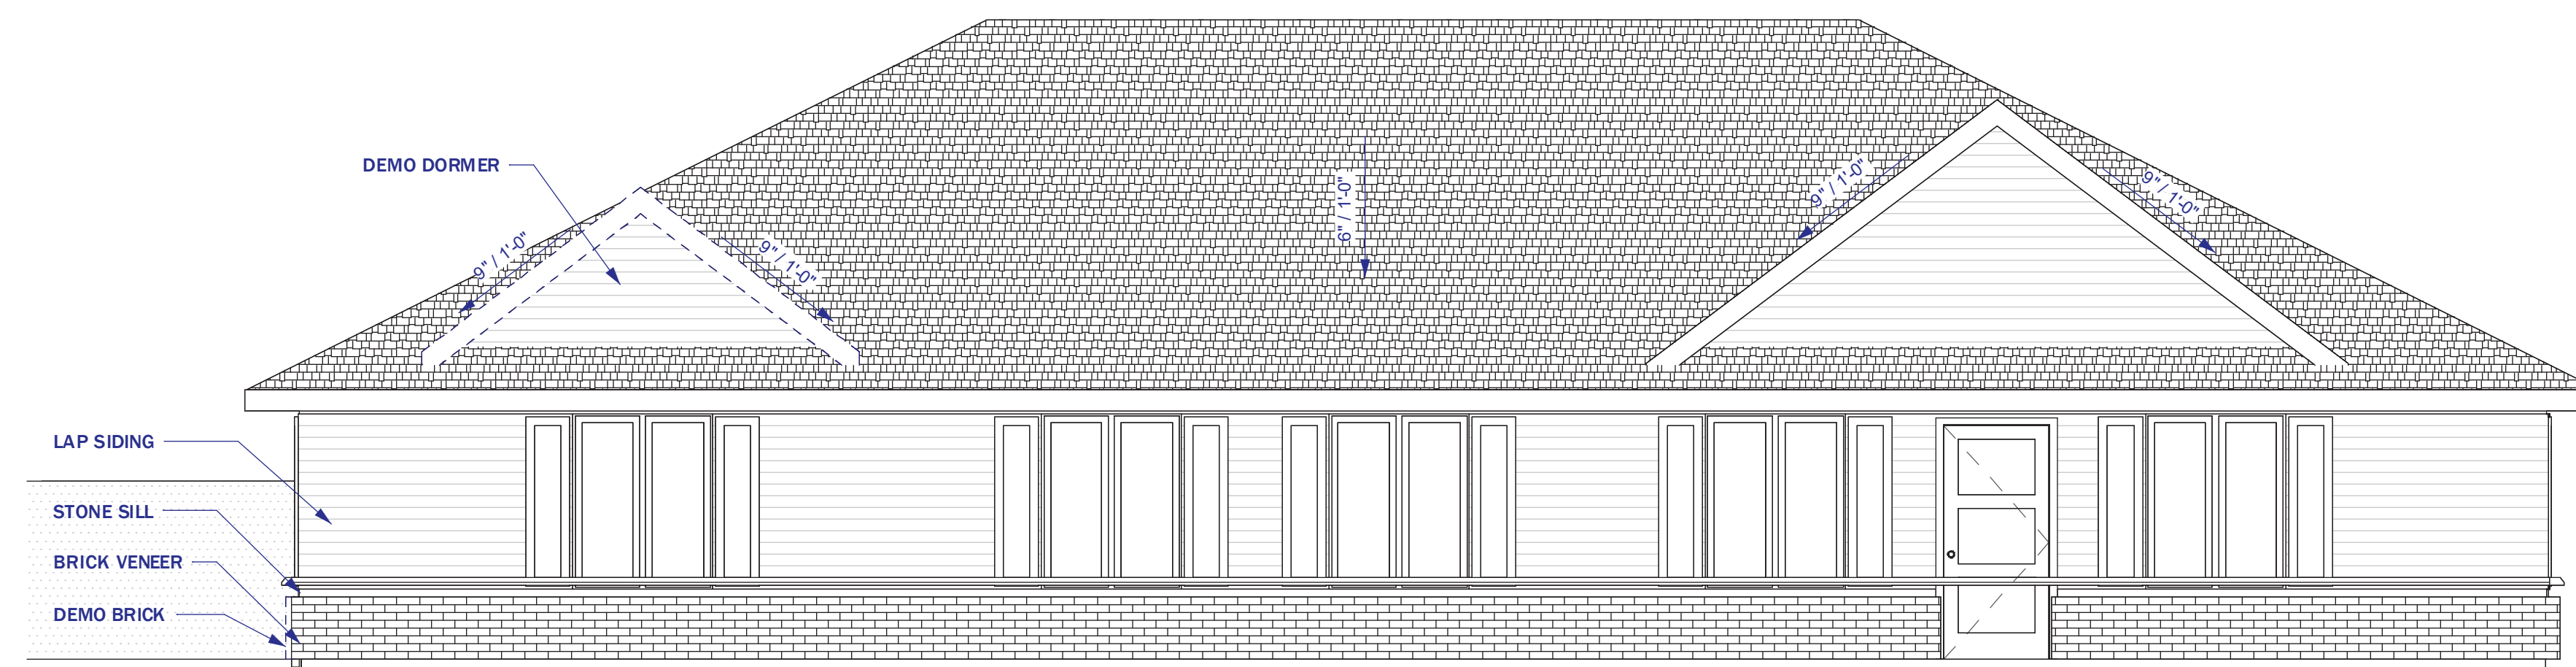 DEMO DORMER
9" / 1'-0"
9" / 1'-0"
6" / 1'-0"
9" / 1'-0"
9" / 1'-0"
LAP SIDING
STONE SILL
BRICK VENEER
DEMO BRICK